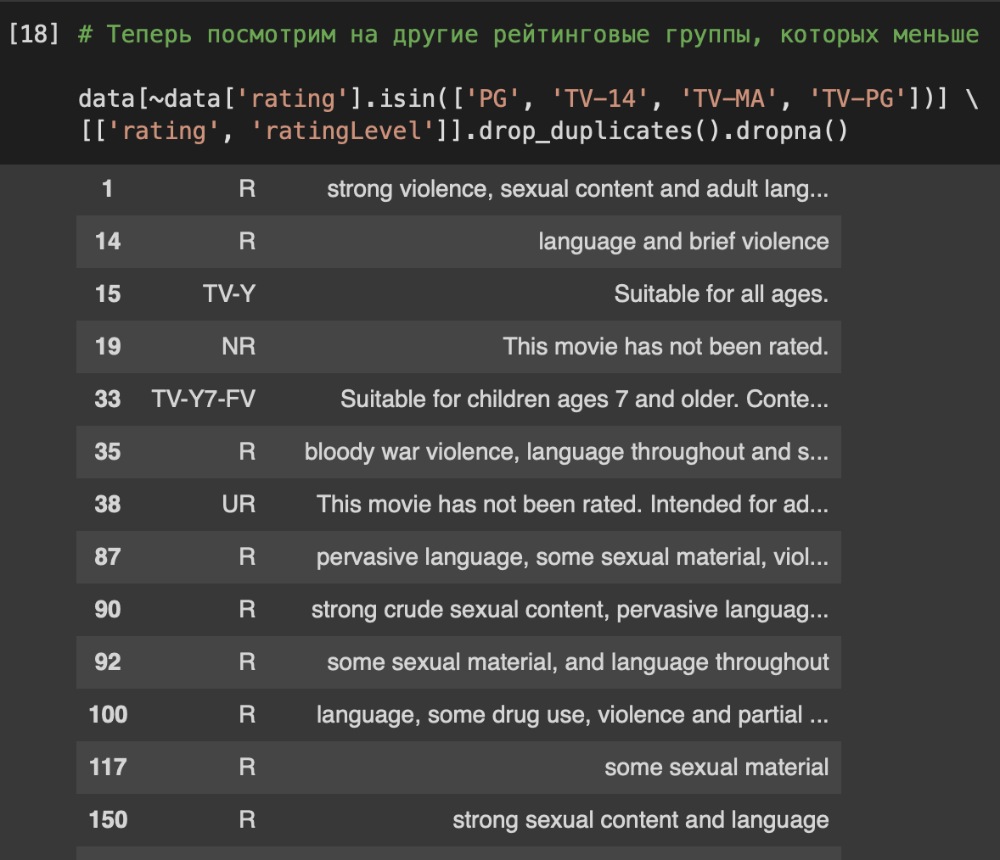 [18] # Теперь посмотрим на другие рейтинговые группы, которых меньше
data[~data['rating'].isin(['PG', 'TV-14', 'TV-MA', 'TV-PG'])] \
[['rating', 'ratingLevel']].drop_duplicates().dropna()
1 R strong violence, sexual content and adult lang...
14 R language and brief violence
15 TV-Y Suitable for all ages.
19 NR This movie has not been rated.
33 TV-Y7-FV Suitable for children ages 7 and older. Conte...
35 R bloody war violence, language throughout and s...
38 UR This movie has not been rated. Intended for ad...
87 R pervasive language, some sexual material, viol...
90 R strong crude sexual content, pervasive languag...
92 R some sexual material, and language throughout
100 R language, some drug use, violence and partial ...
117 R some sexual material
150 R strong sexual content and language